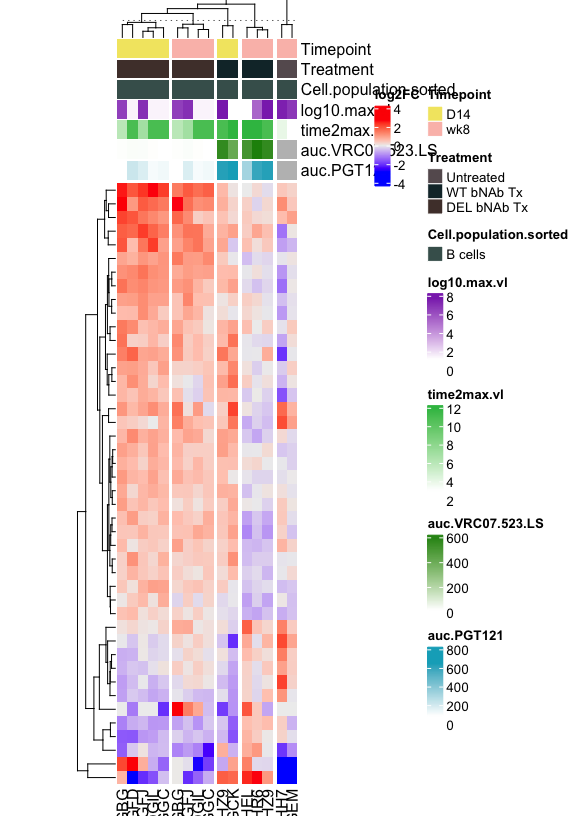 Timepoint
Treatment
Cell.population.sorted
log10.max.
time2max.
auc.VRC07.523.LS
auc.PGT121
log2FC
4
2
0
-2
-4
Timepoint
D14
wk8
Treatment
Untreated
WT bNAb Tx
DEL bNAb Tx
Cell.population.sorted
B cells
log10.max.vl
8
6
4
2
0
time2max.vl
12
10
8
6
4
2
auc.VRC07.523.LS
600
400
200
0
auc.PGT121
800
600
400
200
0